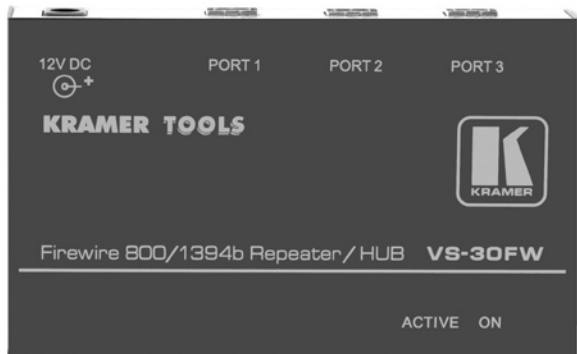 12V DC PORT 1 PORT 2 PORT 3
+
KRAMER TOOLS
K
KRAMER
Firewire 800/1394b Repeater/HUB VS-30FW
ACTIVE ON